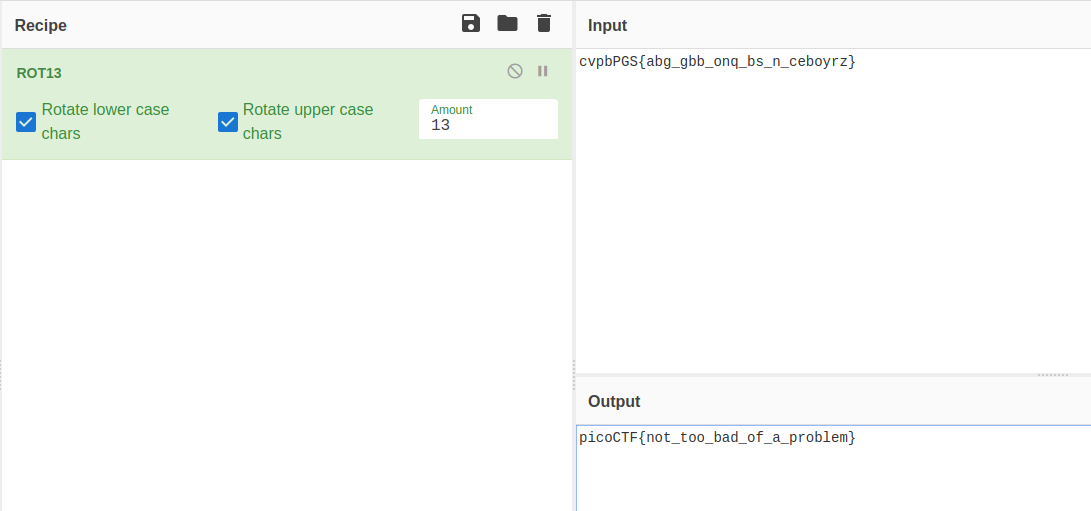 Recipe
ROT13
Rotate lower case
chars
Rotate upper case
chars
Amount
13
Input
cvpbPGS{abg_gbb_onq_bs_n_ceboyrz}
Output
picoCTF{not_too_bad_of_a_problem}